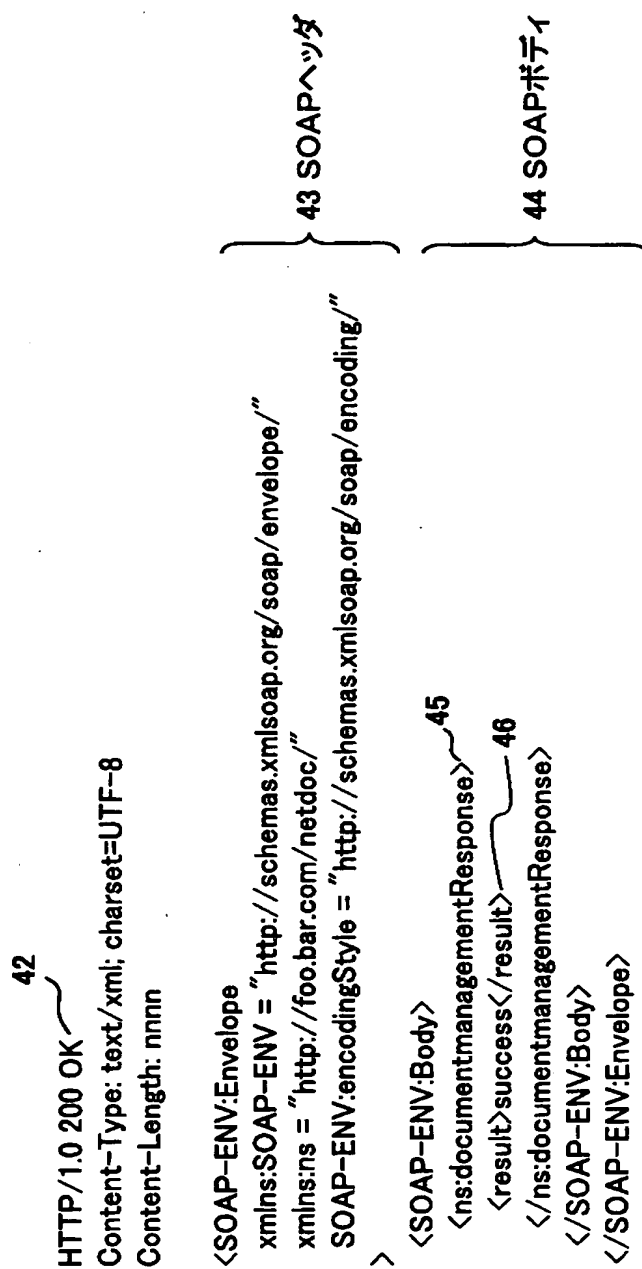 42
HTTP/1.0 200 OK
Content-Type: text/xml; charset=UTF-8
Content-Length: nnnn
<SOAP-ENV:Envelope
xmlns:SOAP-ENV = "http://schemas.xmlsoap.org/soap/envelope/"
xmlns:ns = "http://foo.bar.com/netdoc/"
SOAP-ENV:encodingStyle = "http://schemas.xmlsoap.org/soap/encoding/"
>
43 SOAPヘッダ
<SOAP-ENV:Body>
<ns:documentmanagementResponse> 45
<result>success</result> 46
</ns:documentmanagementResponse>
</SOAP-ENV:Body>
</SOAP-ENV:Envelope>
44 SOAPボディ